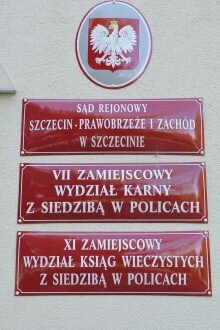 SĄD REJONOWY
SZCZECIN - PRAWOBRZEŻE I ZACHÓD
W SZCZECINIE
VII ZAMIEJSCOWY
WYDZIAŁ KARNY
Z SIEDZIBĄ W POLICACH
XI ZAMIEJSCOWY
WYDZIAŁ KSIĄG WIECZYSTYCH
Z SIEDZIBĄ W POLICACH